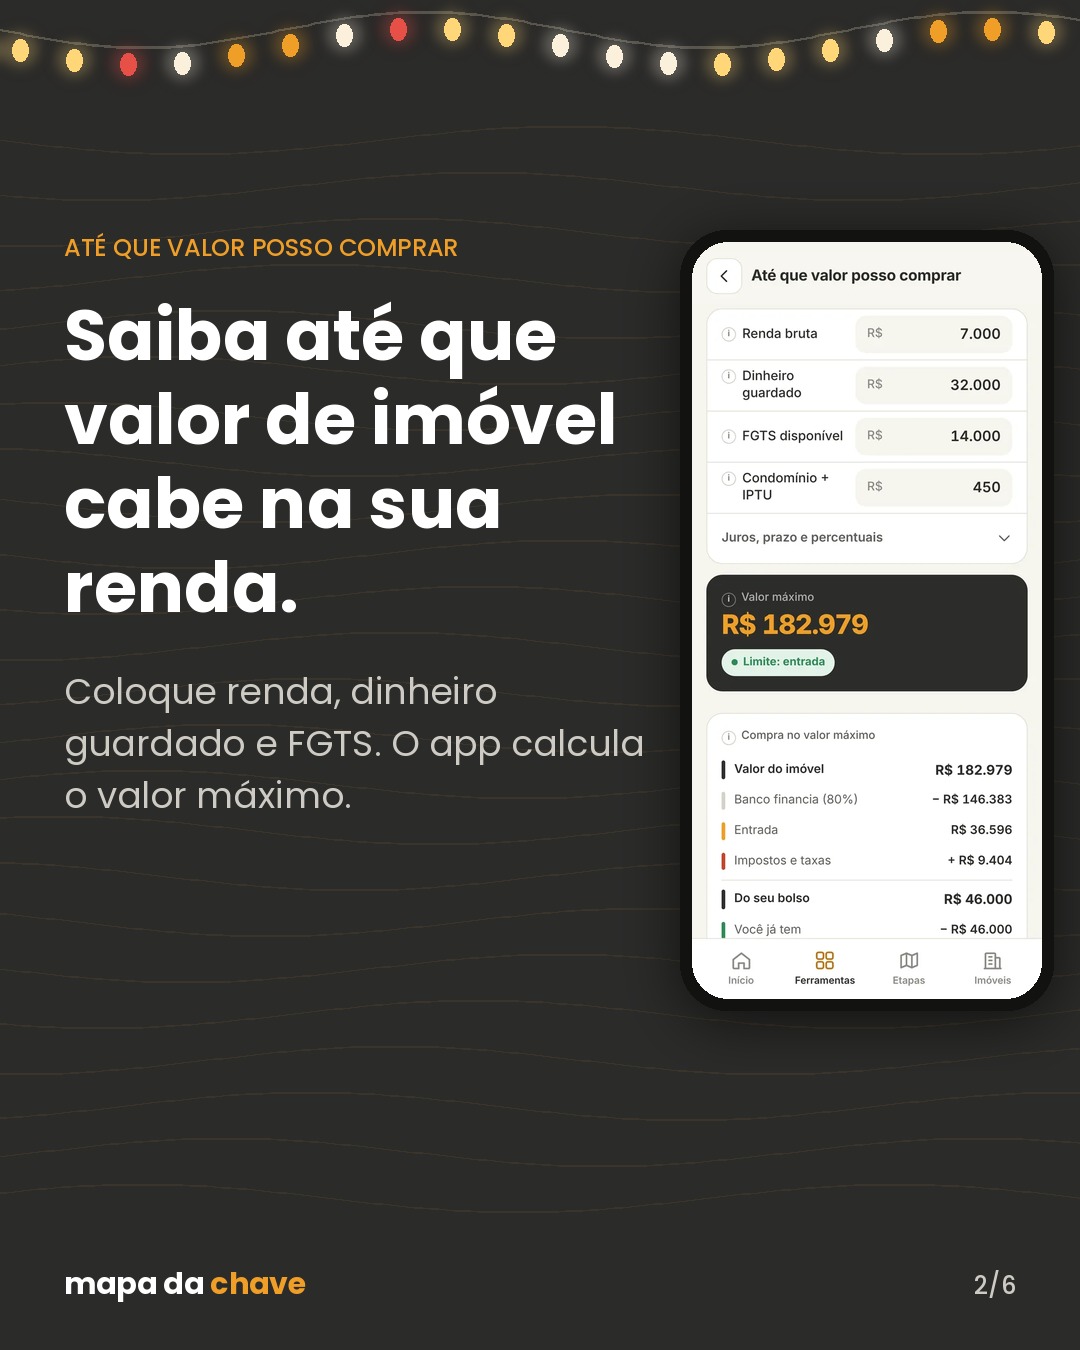 ATÉ QUE VALOR POSSO COMPRAR
Saiba até que
valor de imóvel
cabe na sua
renda.
Coloque renda, dinheiro
guardado e FGTS. O app calcula
o valor máximo.
Até que valor posso comprar
Renda bruta R$ 7.000
Dinheiro
guardado R$ 32.000
FGTS disponível R$ 14.000
Condomínio +
IPTU R$ 450
Juros, prazo e percentuais
Valor máximo
R$ 182.979
Limite: entrada
Compra no valor máximo
Valor do imóvel R$ 182.979
Banco financia (80%) − R$ 146.383
Entrada R$ 36.596
Impostos e taxas + R$ 9.404
Do seu bolso R$ 46.000
Você já tem − R$ 46.000
Início Ferramentas Etapas Imóveis
mapa da chave
2/6